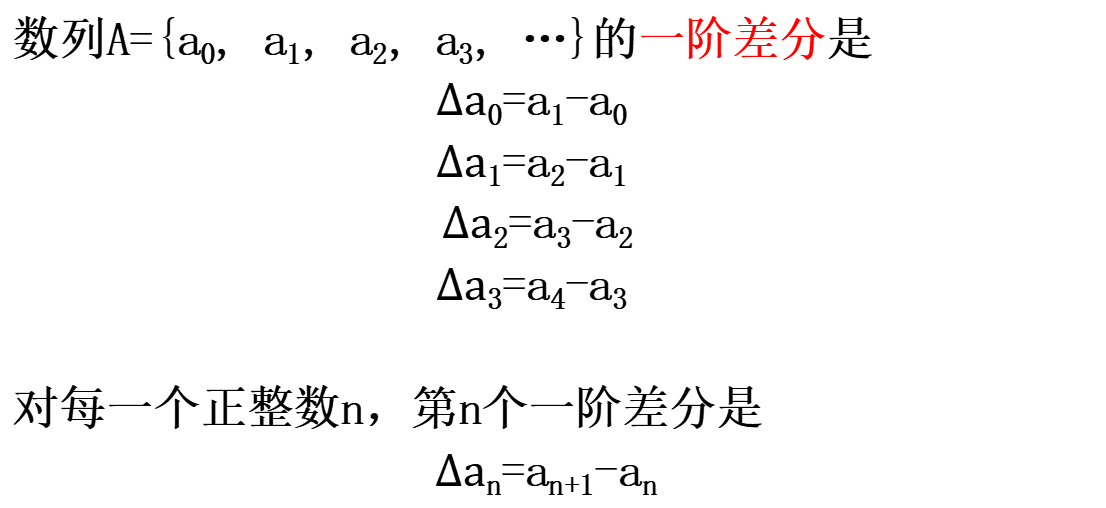 数列A={a₀, a₁, a₂, a₃, …}的一阶差分是
Δa₀=a₁-a₀
Δa₁=a₂-a₁
Δa₂=a₃-a₂
Δa₃=a₄-a₃
对每一个正整数n，第n个一阶差分是
Δaₙ=aₙ₊₁-aₙ